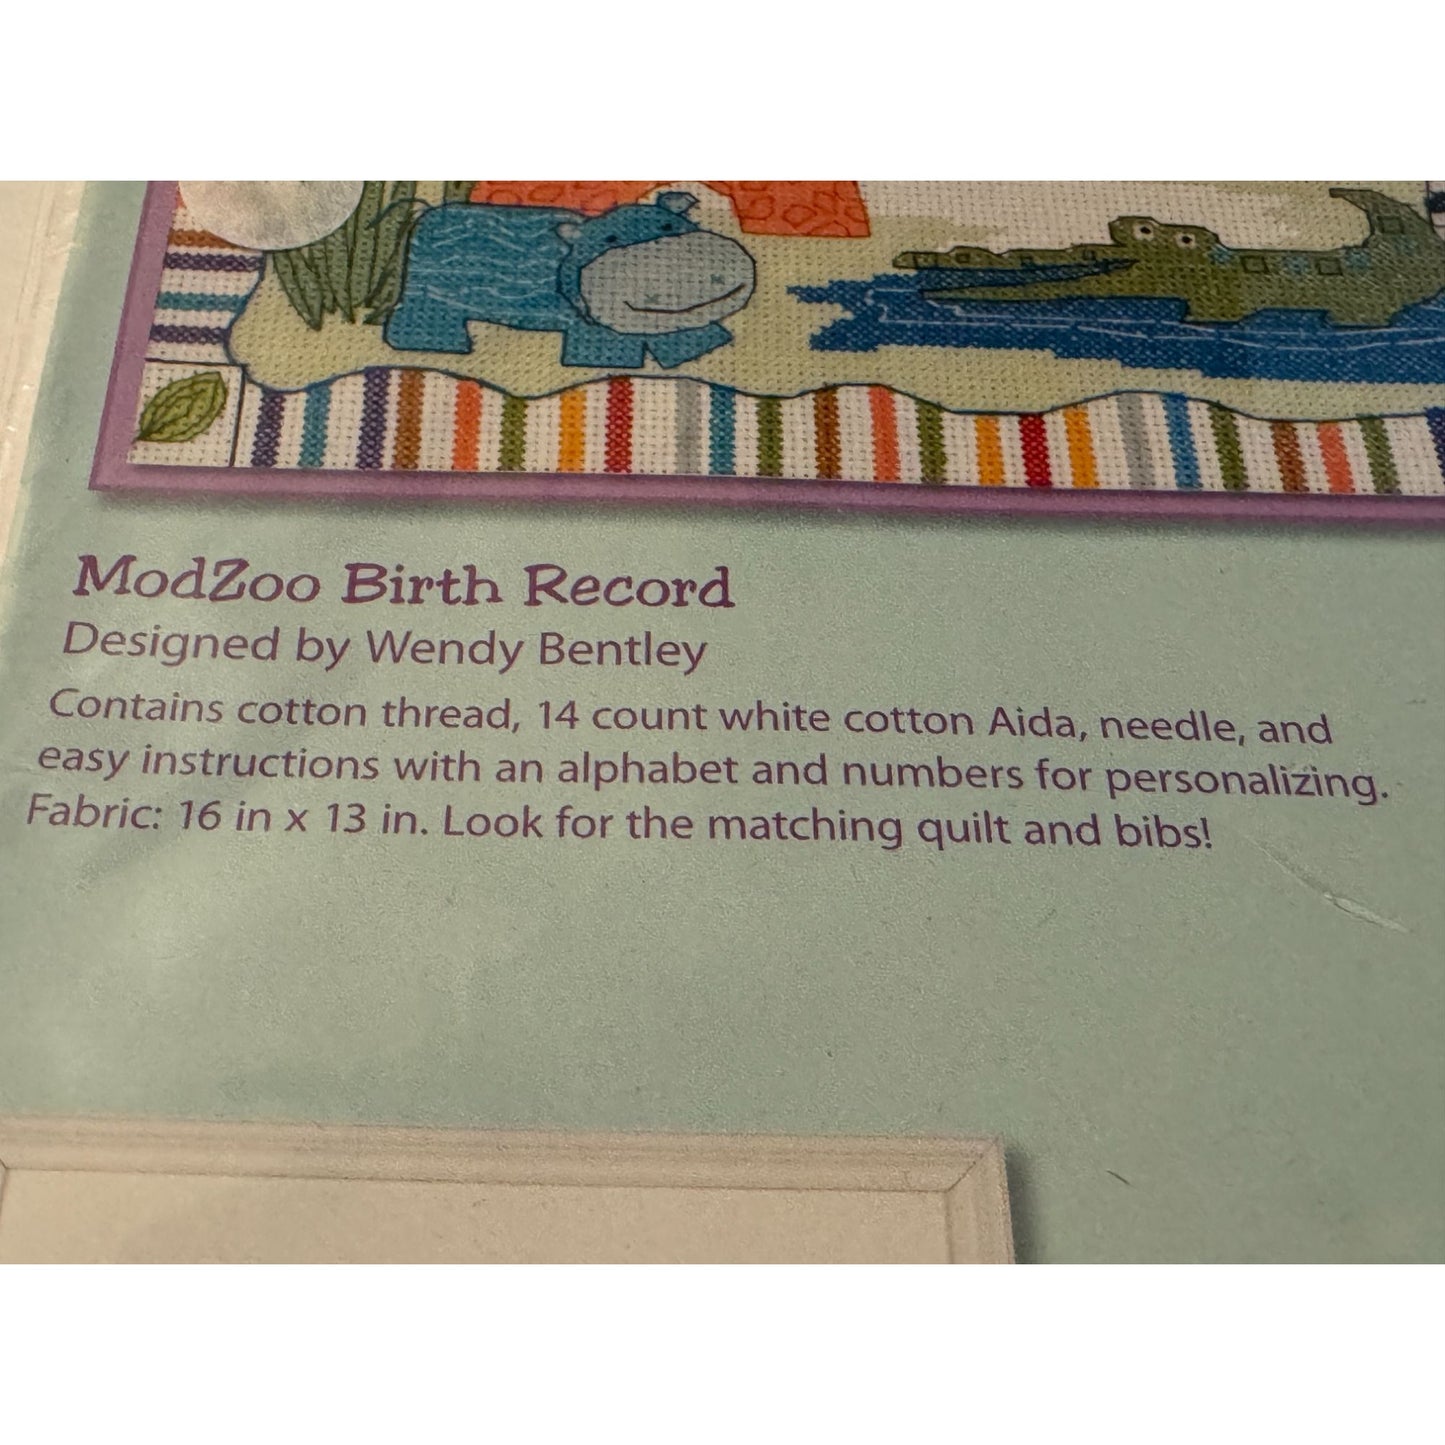 ModZoo Birth Record
Designed by Wendy Bentley
Contains cotton thread, 14 count white cotton Aida, needle, and
easy instructions with an alphabet and numbers for personalizing.
Fabric: 16 in x 13 in. Look for the matching quilt and bibs!